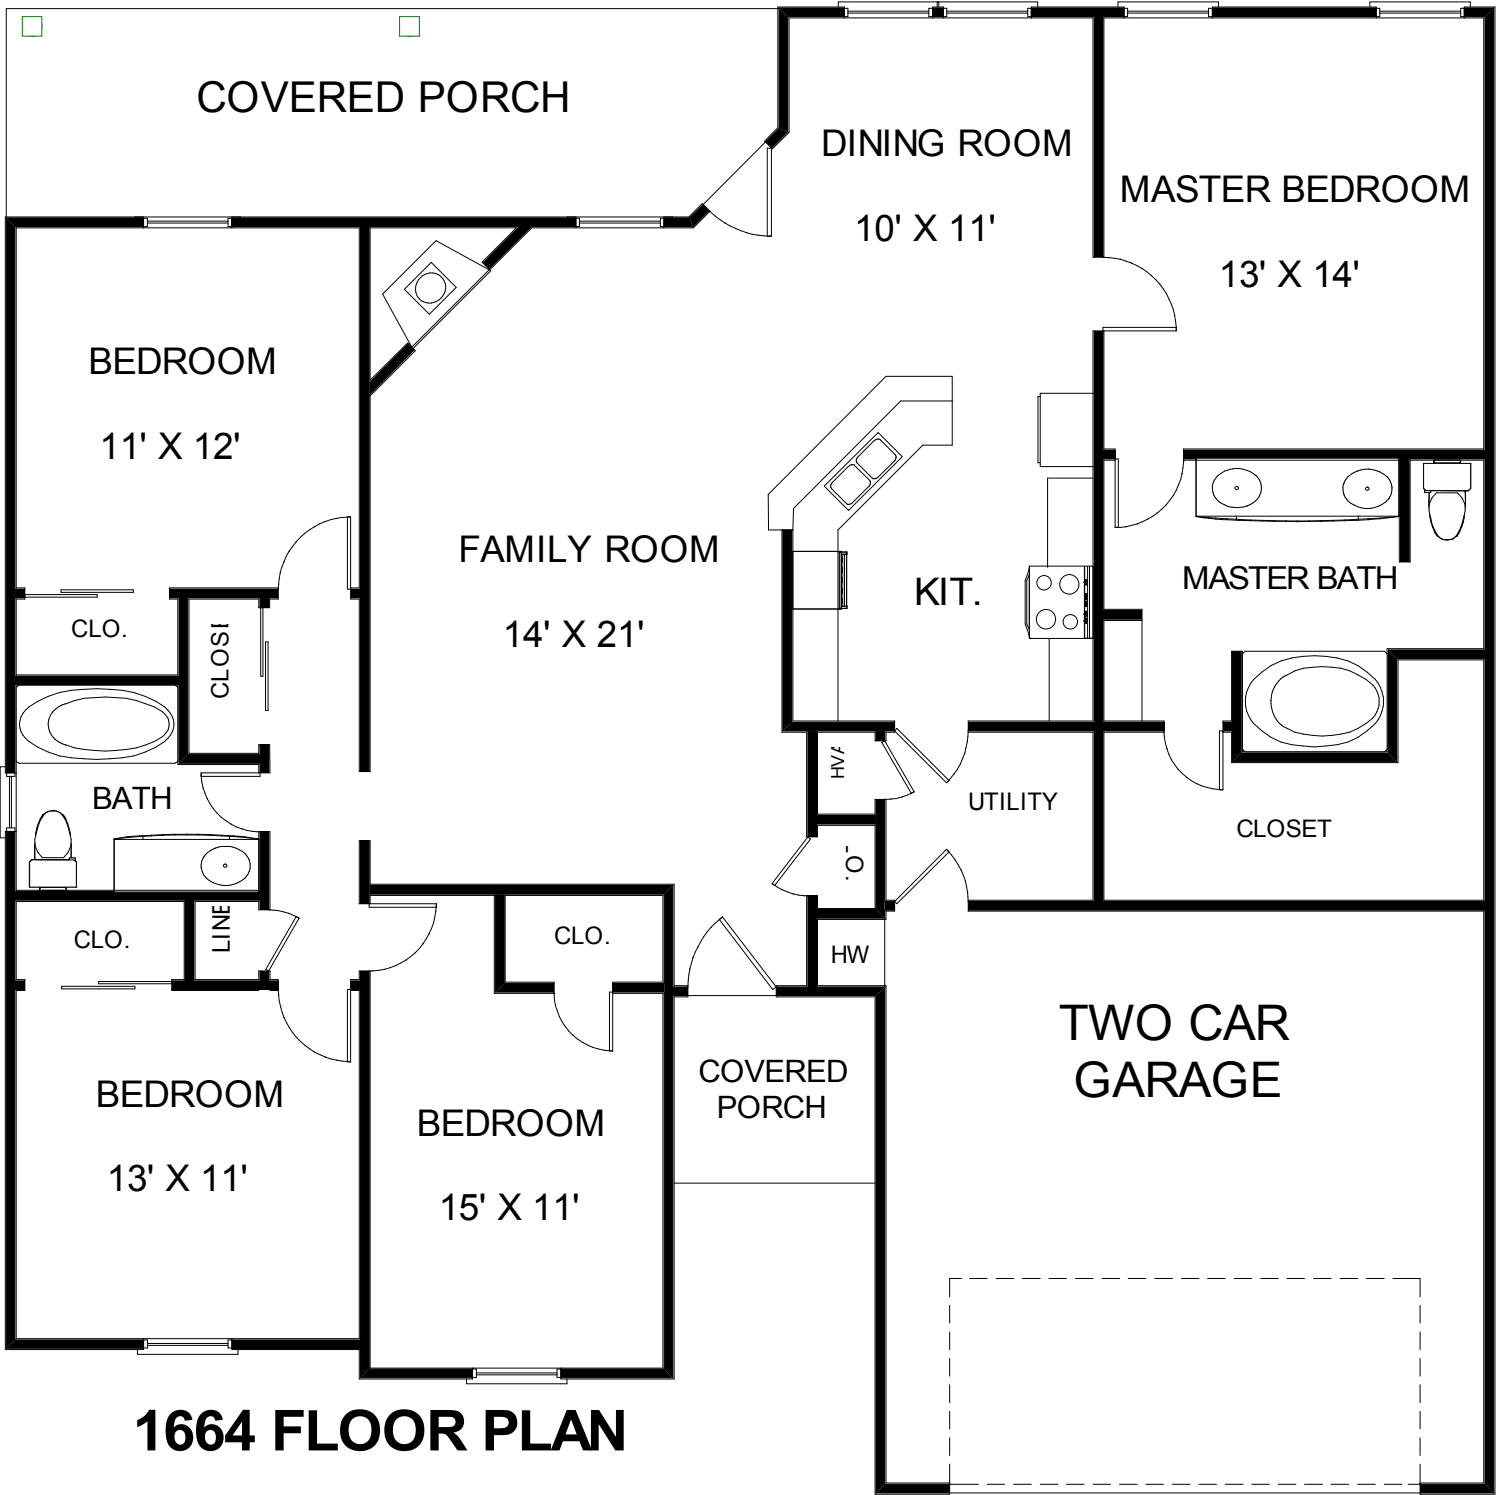 COVERED PORCH
DINING ROOM
10' X 11'
MASTER BEDROOM
13' X 14'
BEDROOM
11' X 12'
FAMILY ROOM
14' X 21'
KIT.
MASTER BATH
CLO.
CLOSE
BATH
HVA
UTILITY
CLOSET
O.
CLO.
LINE
CLO.
HW
TWO CAR
GARAGE
COVERED
PORCH
BEDROOM
13' X 11'
BEDROOM
15' X 11'
1664 FLOOR PLAN